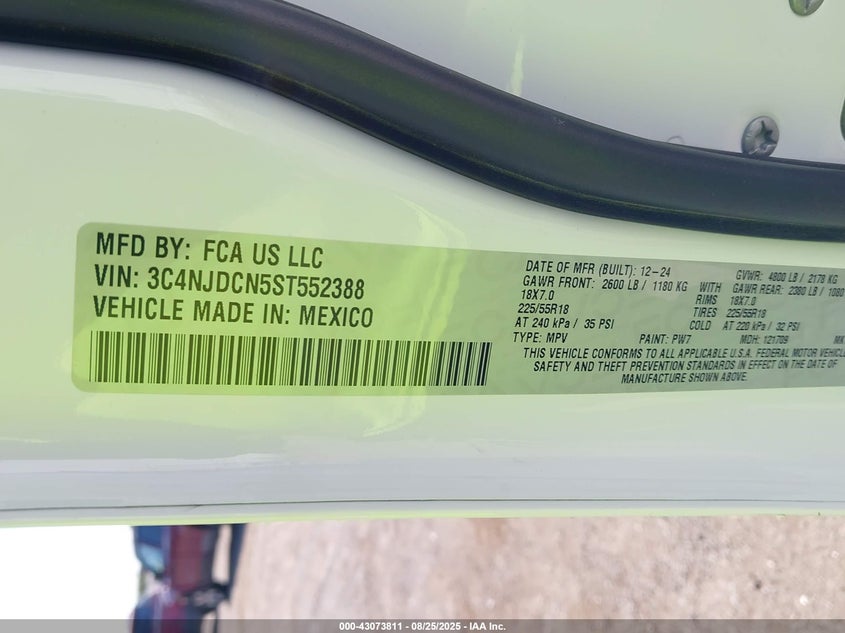 MFD BY: FCA US LLC
VIN: 3C4NJDCN5ST552388
VEHICLE MADE IN: MEXICO
DATE OF MFR (BUILT): 12-24 GVWR: 4800 LB / 2178 KG
GAWR FRONT: 2600 LB / 1180 KG WITH GAWR REAR: 2380 LB / 1080
18X7.0 RIMS 18X7.0
225/55R18 TIRES 225/55R18
AT 240 kPa / 35 PSI COLD AT 220 kPa / 32 PSI
TYPE: MPV PAINT: PW7 MDH: 121709 MK
THIS VEHICLE CONFORMS TO ALL APPLICABLE U.S.A. FEDERAL MOTOR VEHICLE
SAFETY AND THEFT PREVENTION STANDARDS IN EFFECT ON THE DATE OF
MANUFACTURE SHOWN ABOVE.
000-43073811 - 08/25/2025 - IAA Inc.